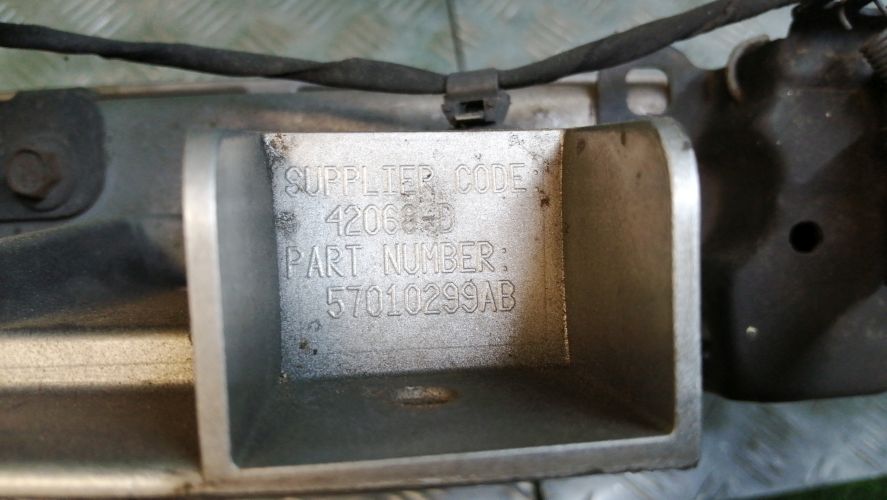 SUPPLIER CODE:
PART NUMBER:
57010299AB